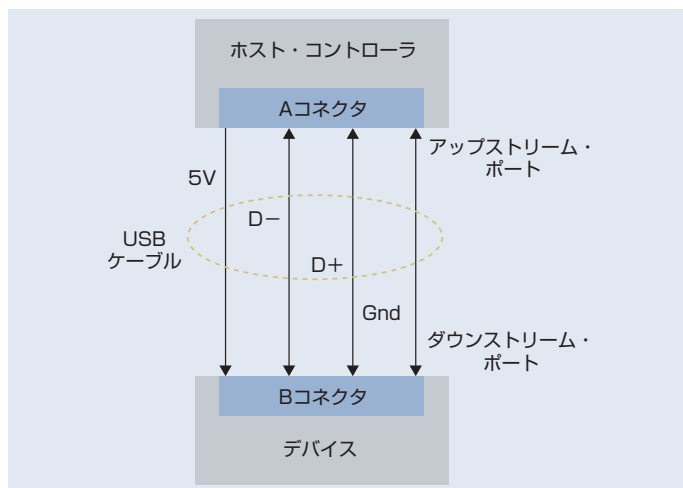 ホスト・コントローラ
Aコネクタ
アップストリーム・
ポート
5V
D−
USB
ケーブル
D+
Gnd
ダウンストリーム・
ポート
Bコネクタ
デバイス